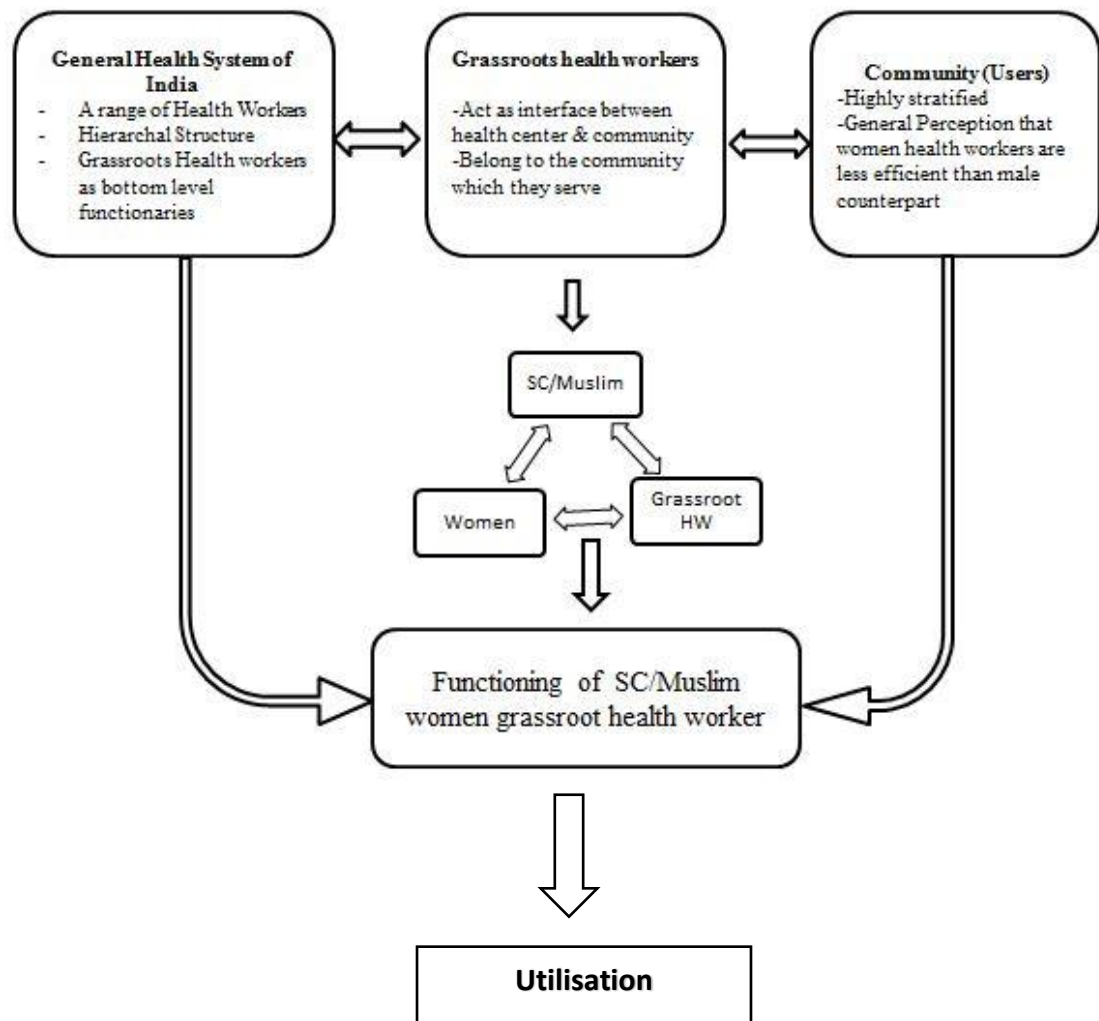 General Health System of
India
- A range of Health Workers
- Hierarchal Structure
- Grassroots Health workers
as bottom level
functionaries
Grassroots health workers
-Act as interface between
health center & community
-Belong to the community
which they serve
Community (Users)
-Highly stratified
-General Perception that
women health workers are
less efficient than male
counterpart
SC/Muslim
Women
Grassroot
HW
Functioning of SC/Muslim
women grassroot health worker
Utilisation